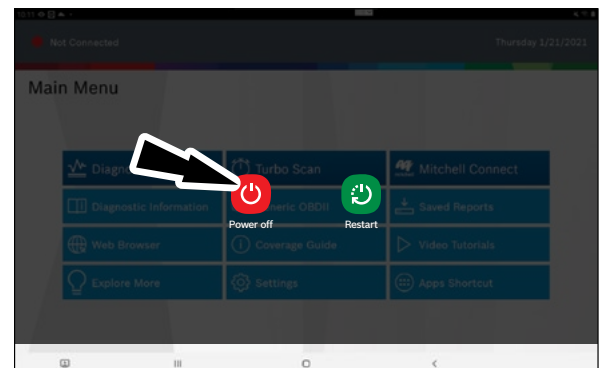 Not Connected
Thursday 1/21/2021
Main Menu
Turbo Scan
Mitchell Connect
Diagnostic Information
OBDII
Saved Reports
Power off
Restart
Web Browser
Coverage Guide
Video Tutorials
Explore More
Settings
Apps Shortcut